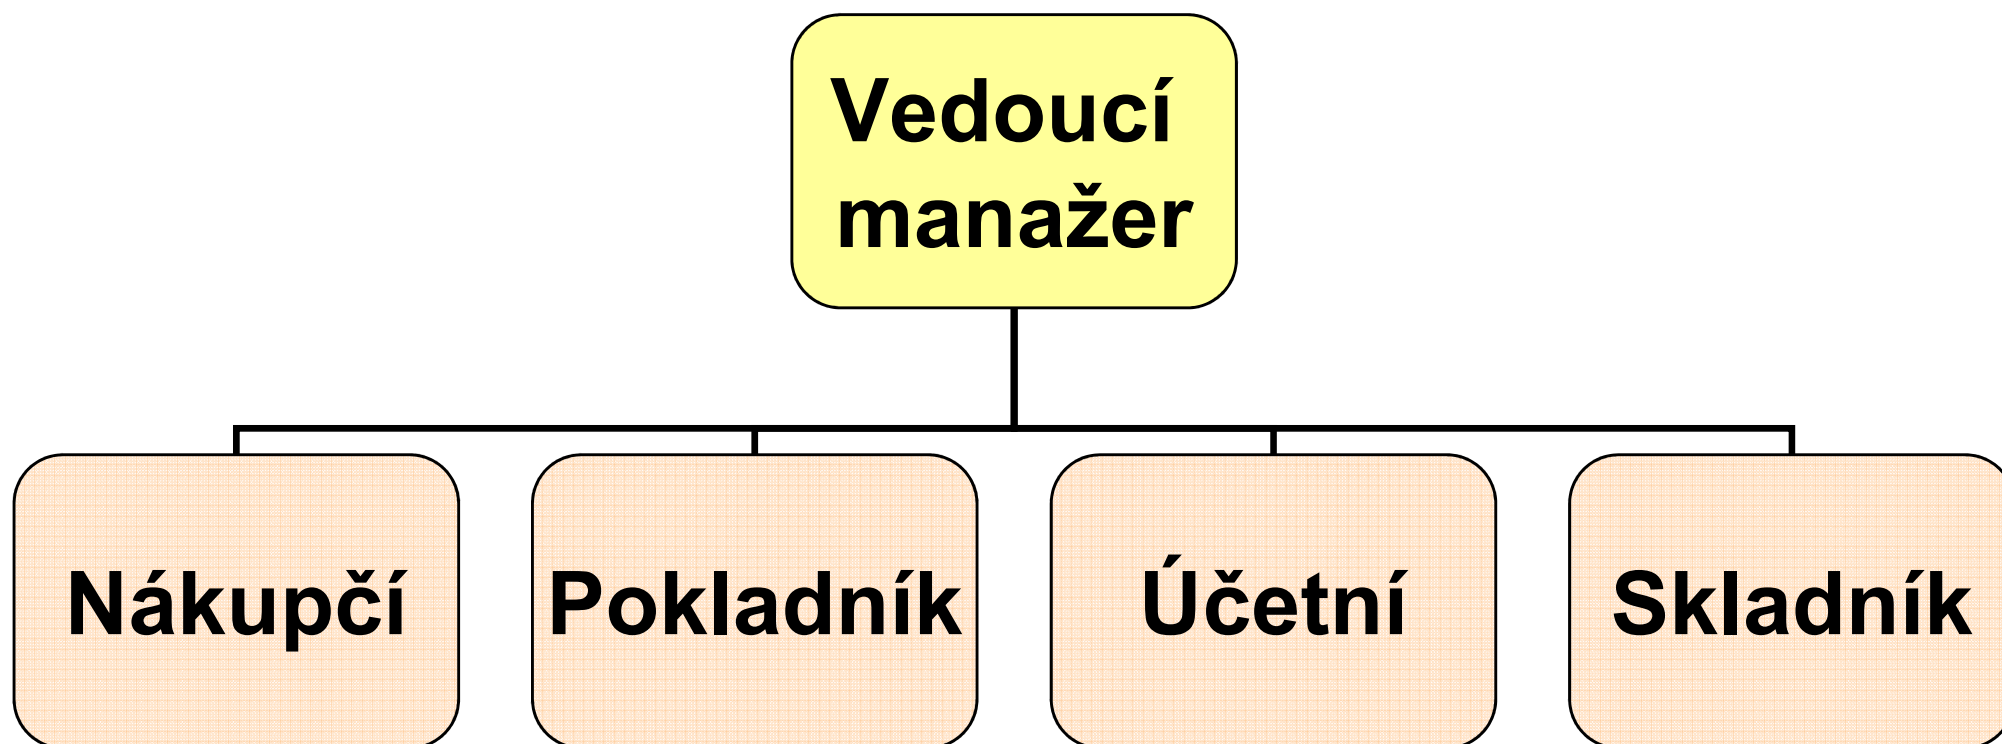 Vedoucí
manažer
Nákupčí
Pokladník
Účetní
Skladník